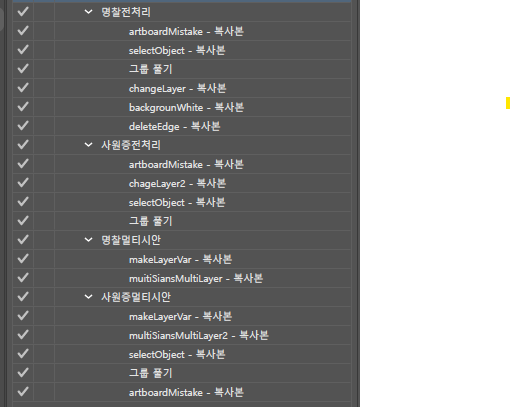 명찰전처리
artboardMistake - 복사본
selectObject - 복사본
그룹 풀기
changeLayer - 복사본
backgrounWhite - 복사본
deleteEdge - 복사본
사원증전처리
artboardMistake - 복사본
chageLayer2 - 복사본
selectObject - 복사본
그룹 풀기
명찰멀티시안
makeLayerVar - 복사본
muitiSiansMultiLayer - 복사본
사원증멀티시안
makeLayerVar - 복사본
multiSiansMultiLayer2 - 복사본
selectObject - 복사본
그룹 풀기
artboardMistake - 복사본